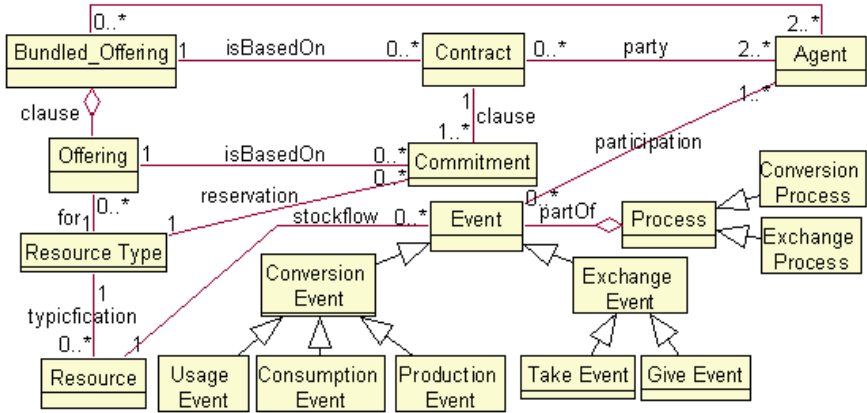 0..*
2..*
Bundled_Offering
1
isBasedOn
0..*
Contract
0..*
party
2..*
Agent
clause
1
clause
1..*
1..*
Offering
1
isBasedOn
0..*
Commitment
participation
0..*
reservation
0..*
0..*
Conversion
Process
for
1
1
stockflow
0..*
Event
partOf
Process
Resource Type
Exchange
Process
1
Conversion
Event
Exchange
Event
typicfication
0..*
1
Resource
Usage
Event
Consumption
Event
Production
Event
Take Event
Give Event